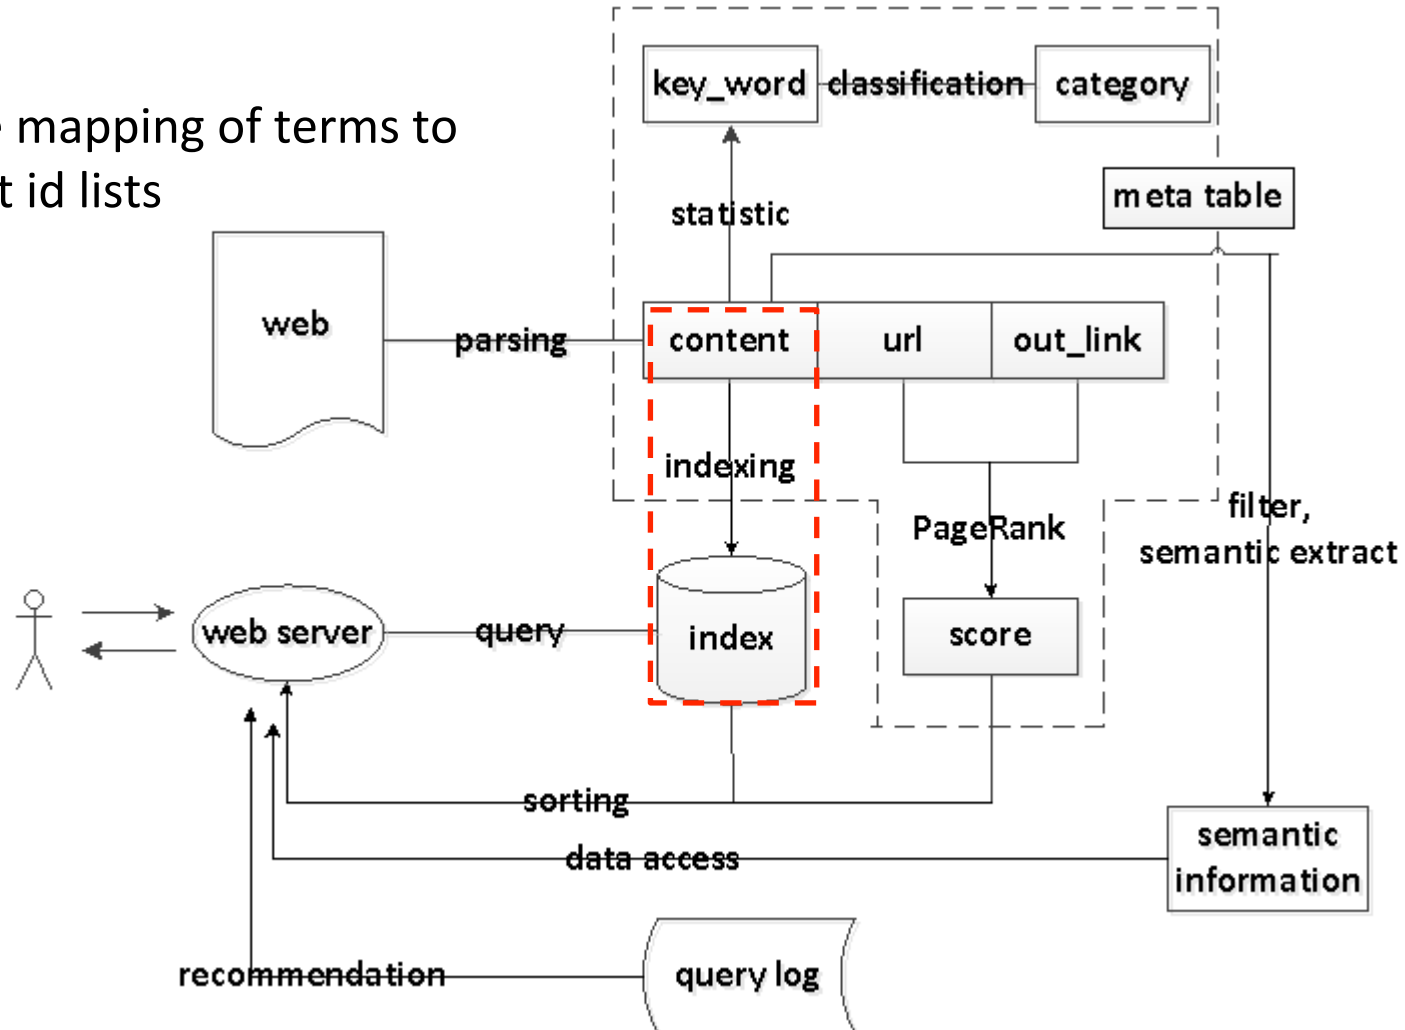 key_word classification category
mapping of terms to
id lists
meta table
statistic
web
parsing
content url out_link
indexing
filter,
PageRank
semantic extract
web server
query
index
score
sorting
semantic
information
data access
recommendation
query log